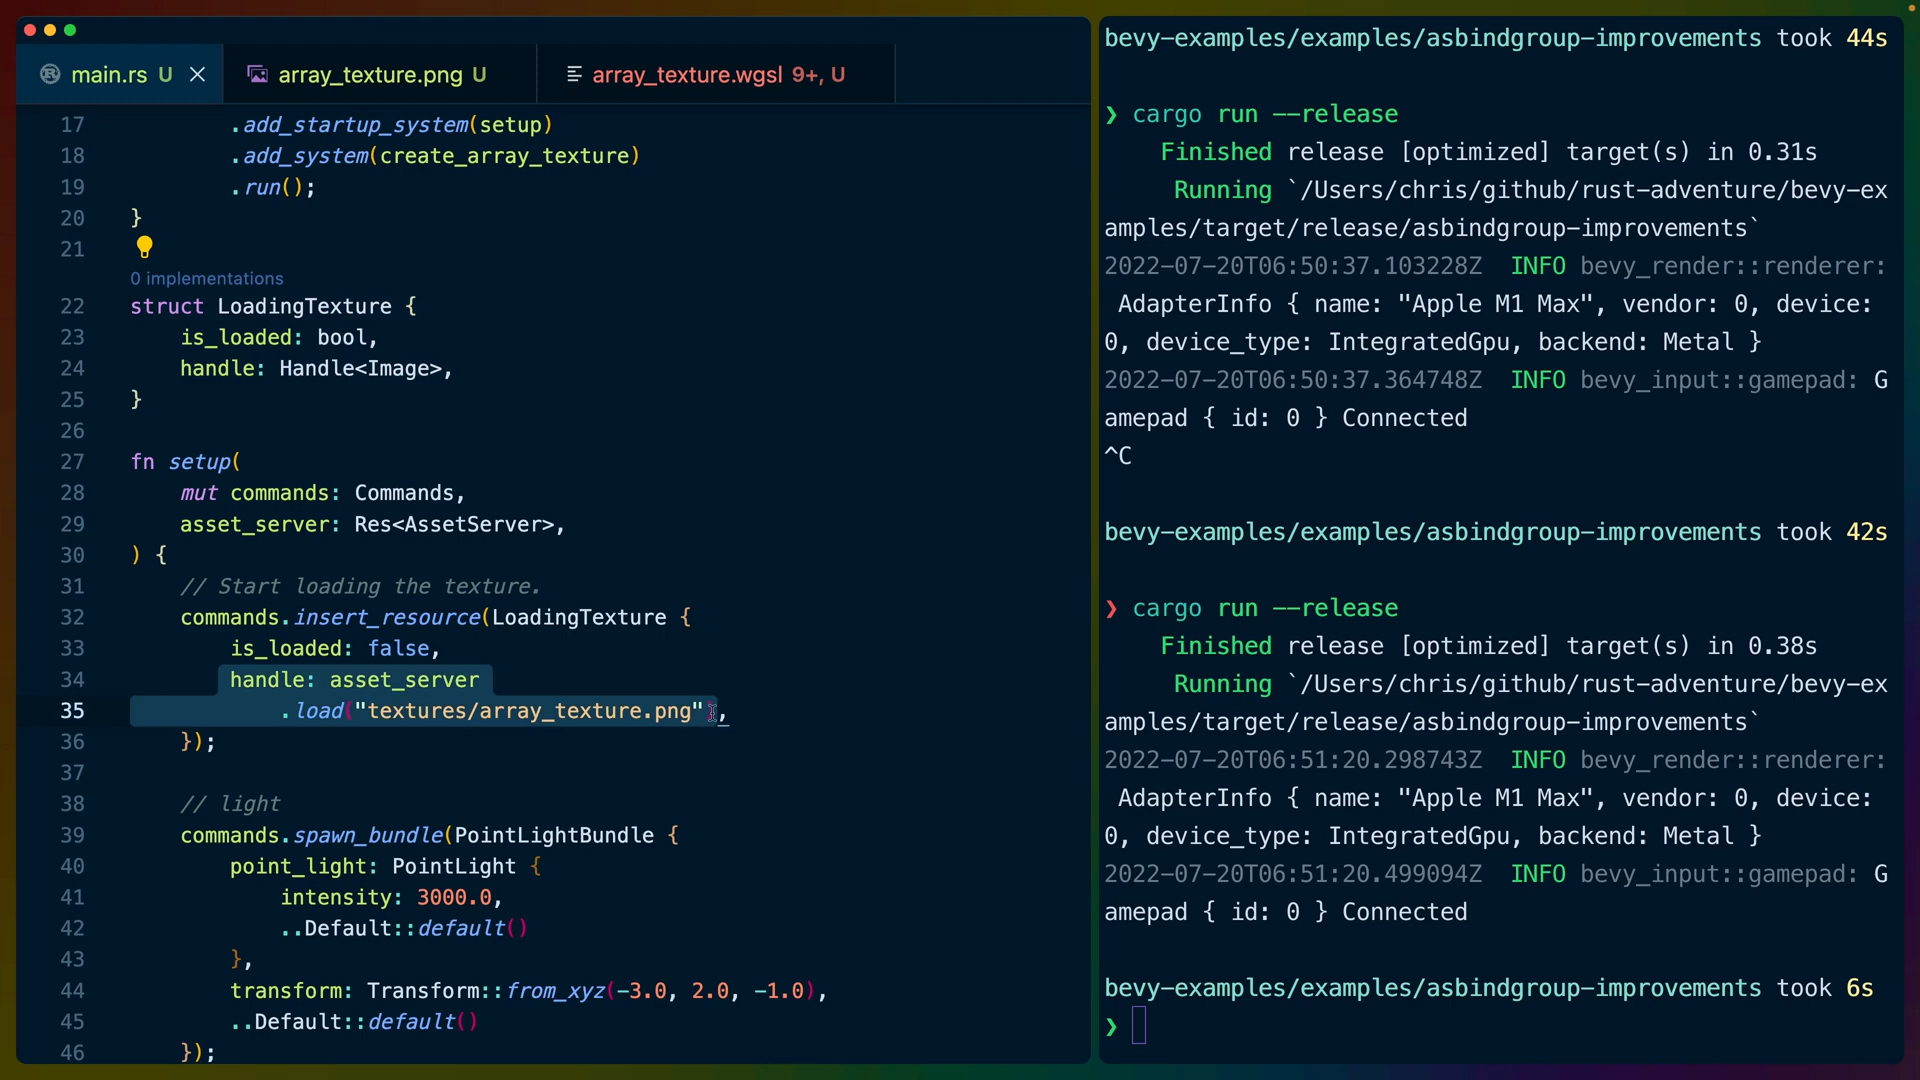 main.rs U
array_texture.png U
array_texture.wgsl 9+, U
17 .add_startup_system(setup)
18 .add_system(create_array_texture)
19 .run();
20 }
21
0 implementations
22 struct LoadingTexture {
23 is_loaded: bool,
24 handle: Handle<Image>,
25 }
26
27 fn setup(
28 mut commands: Commands,
29 asset_server: Res<AssetServer>,
30 ) {
31 // Start loading the texture.
32 commands.insert_resource(LoadingTexture {
33 is_loaded: false,
34 handle: asset_server
35 .load("textures/array_texture.png"),
36 });
37
38 // light
39 commands.spawn_bundle(PointLightBundle {
40 point_light: PointLight {
41 intensity: 3000.0,
42 ..Default::default()
43 },
44 transform: Transform::from_xyz(-3.0, 2.0, -1.0),
45 ..Default::default()
46 });
bevy-examples/examples/asbindgroup-improvements took 44s
❯ cargo run --release
Finished release [optimized] target(s) in 0.31s
Running `/Users/chris/github/rust-adventure/bevy-ex
amples/target/release/asbindgroup-improvements`
2022-07-20T06:50:37.103228Z INFO bevy_render::renderer:
AdapterInfo { name: "Apple M1 Max", vendor: 0, device:
0, device_type: IntegratedGpu, backend: Metal }
2022-07-20T06:50:37.364748Z INFO bevy_input::gamepad: G
amepad { id: 0 } Connected
^C
bevy-examples/examples/asbindgroup-improvements took 42s
❯ cargo run --release
Finished release [optimized] target(s) in 0.38s
Running `/Users/chris/github/rust-adventure/bevy-ex
amples/target/release/asbindgroup-improvements`
2022-07-20T06:51:20.298743Z INFO bevy_render::renderer:
AdapterInfo { name: "Apple M1 Max", vendor: 0, device:
0, device_type: IntegratedGpu, backend: Metal }
2022-07-20T06:51:20.499094Z INFO bevy_input::gamepad: G
amepad { id: 0 } Connected
bevy-examples/examples/asbindgroup-improvements took 6s
❯